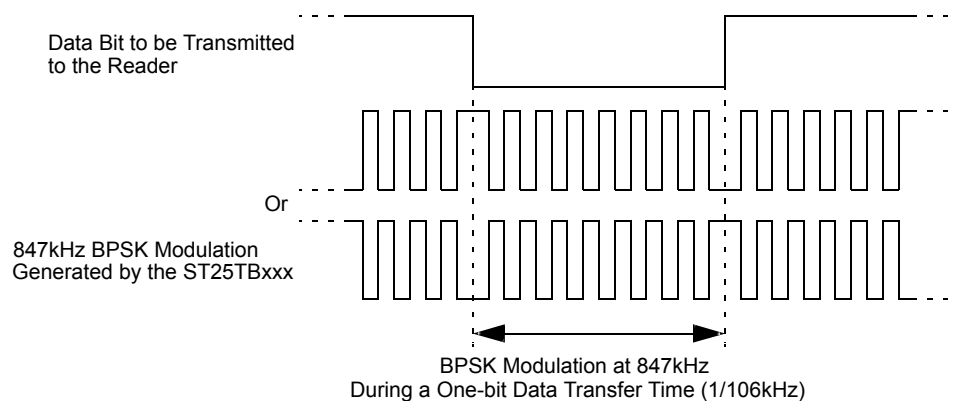 Data Bit to be Transmitted
to the Reader
Or
847kHz BPSK Modulation
Generated by the ST25TBxxx
BPSK Modulation at 847kHz
During a One-bit Data Transfer Time (1/106kHz)